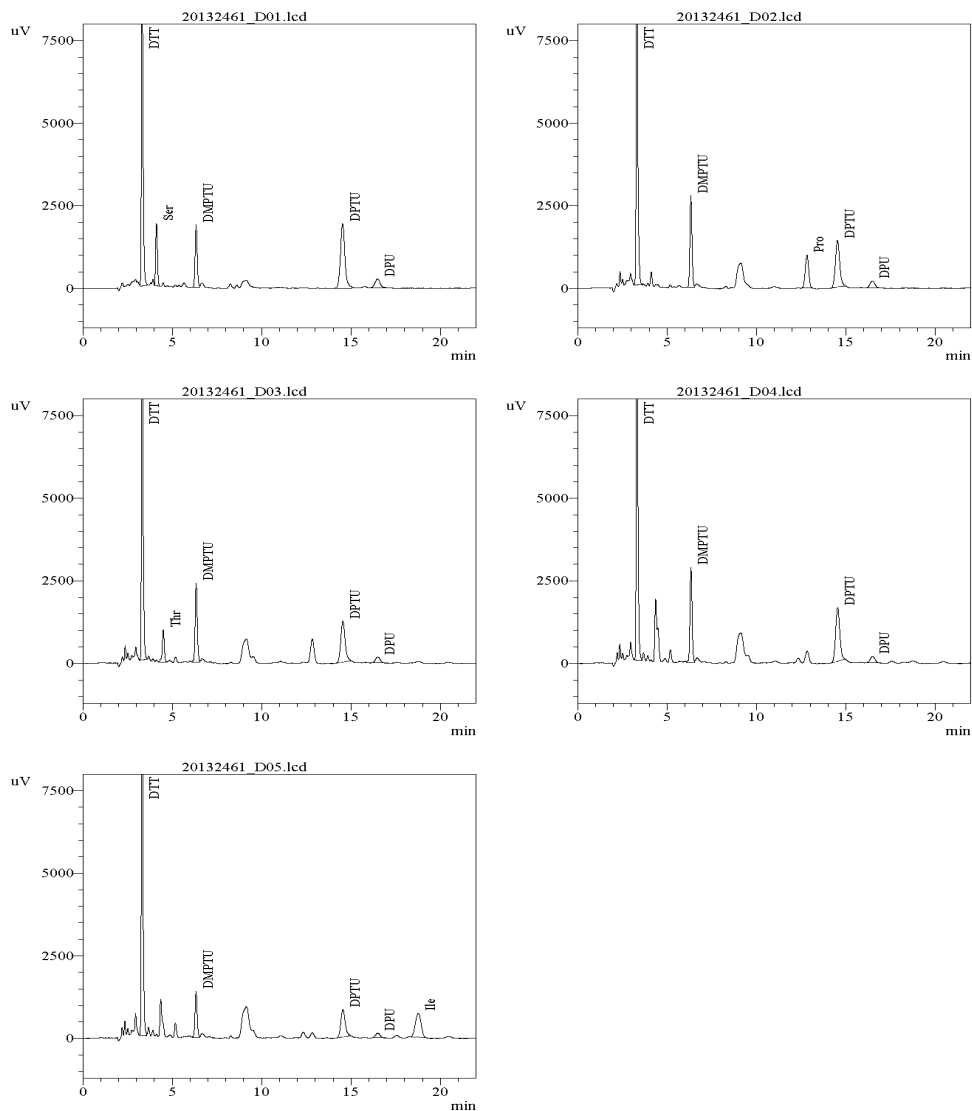 20132461_D01.lcd
uV
7500
5000
2500
0
DTT
Ser
DMPTU
DPTU
DPU
0 5 10 15 20
min
20132461_D02.lcd
uV
7500
5000
2500
0
DTT
DMPTU
Pro
DPTU
DPU
0 5 10 15 20
min
20132461_D03.lcd
uV
7500
5000
2500
0
DTT
Thr
DMPTU
DPTU
DPU
0 5 10 15 20
min
20132461_D04.lcd
uV
7500
5000
2500
0
DTT
DMPTU
DPTU
DPU
0 5 10 15 20
min
20132461_D05.lcd
uV
7500
5000
2500
0
DTT
DMPTU
DPTU
DPU
Ile
0 5 10 15 20
min